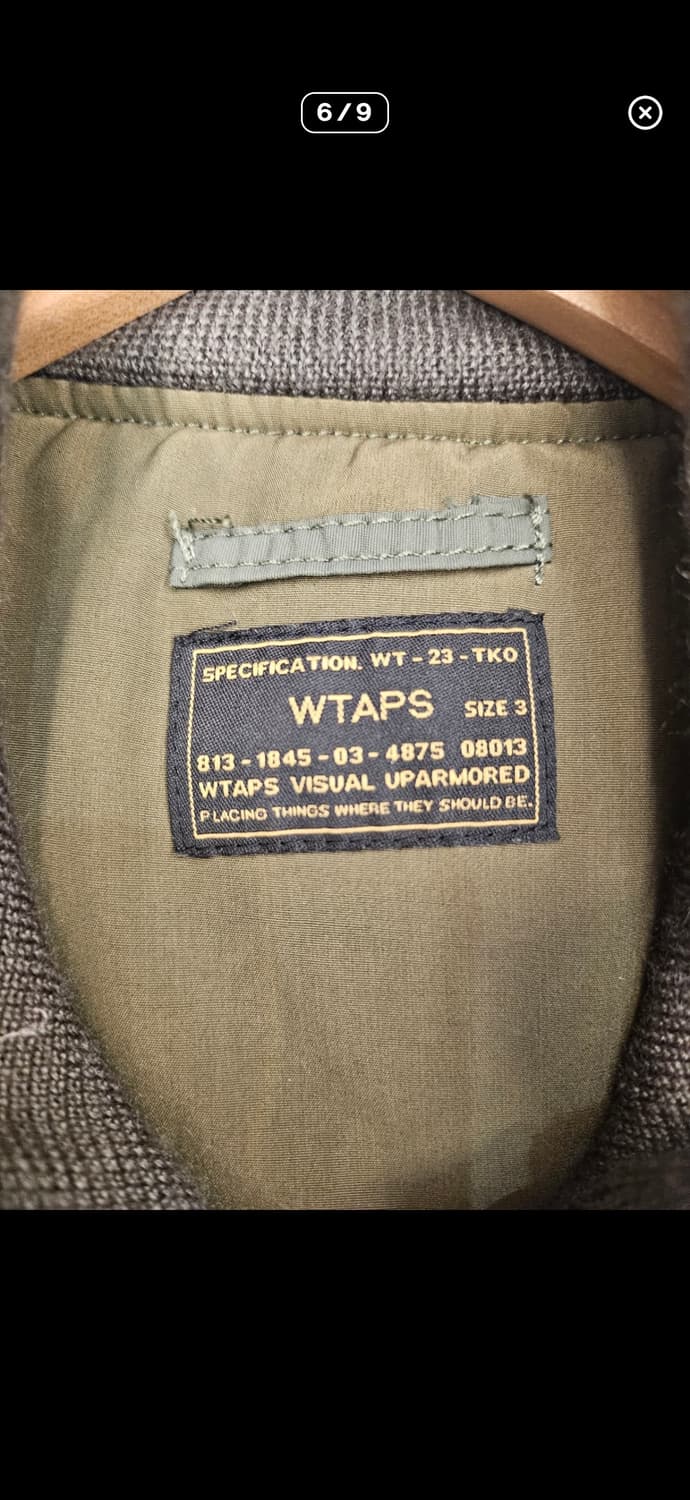 6/9
SPECIFICATION. WT-23-TKO
WTAPS SIZE 3
813-1845-03-4875 08013
WTAPS VISUAL UPARMORED
PLACING THINGS WHERE THEY SHOULD BE.